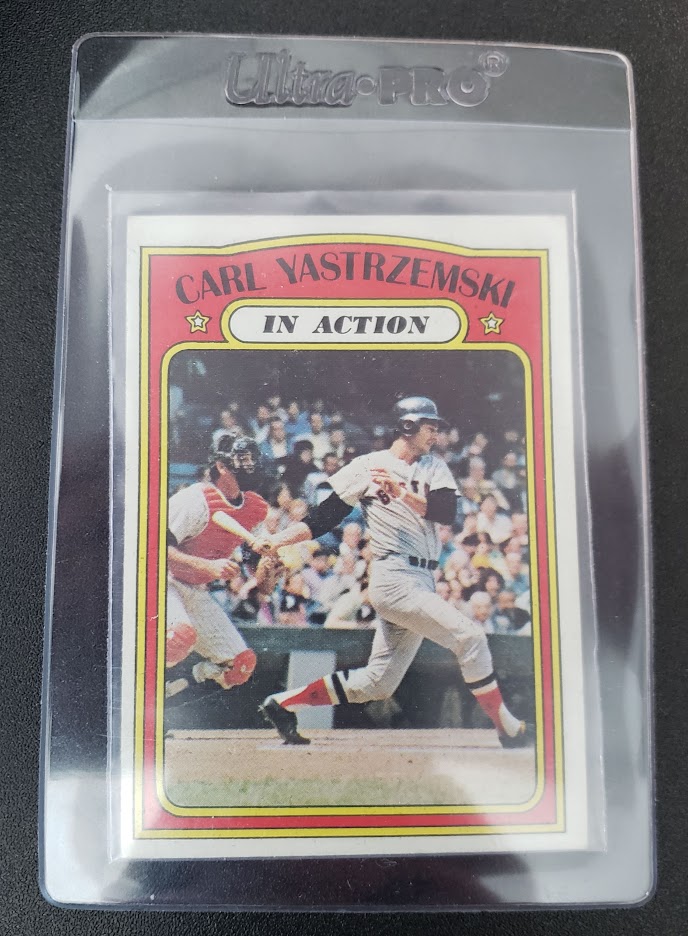 Ultra•PRO®
CARL YASTRZEMSKI
IN ACTION